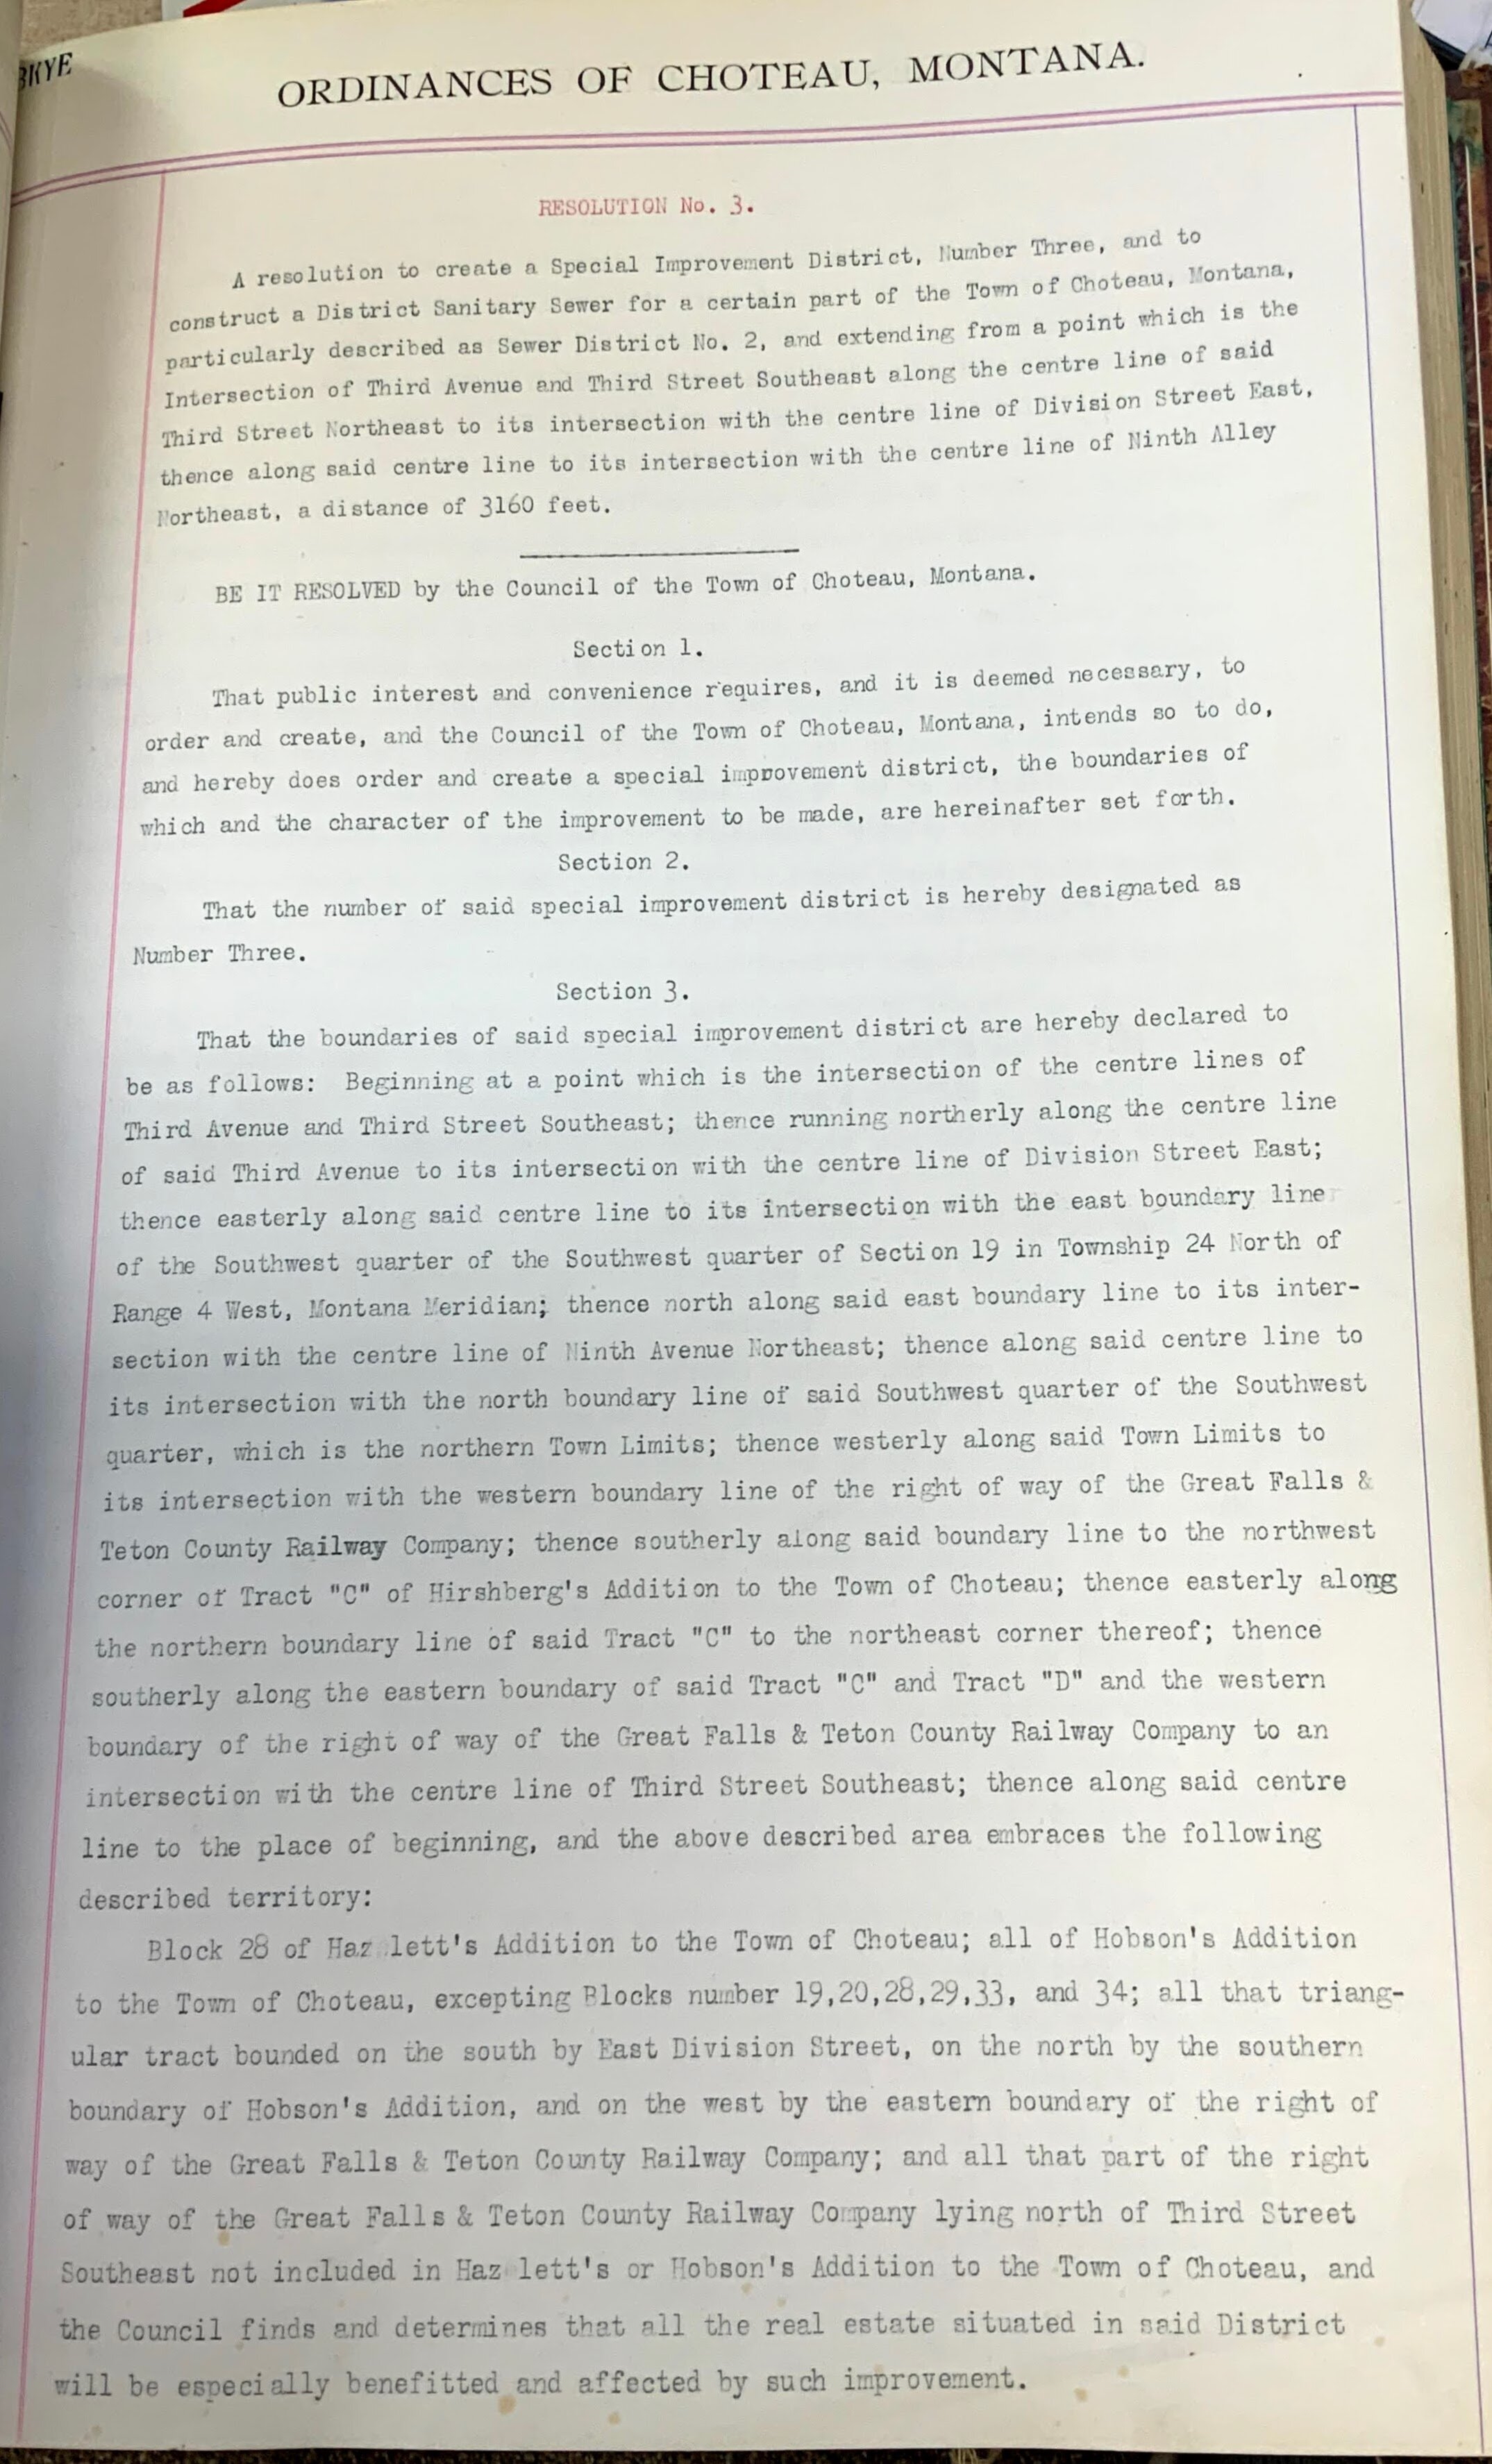 BKYE
ORDINANCES OF CHOTEAU, MONTANA.
RESOLUTION No. 3.
A resolution to create a Special Improvement District, Number Three, and to
construct a District Sanitary Sewer for a certain part of the Town of Choteau, Montana,
particularly described as Sewer District No. 2, and extending from a point which is the
Intersection of Third Avenue and Third Street Southeast along the centre line of said
Third Street Northeast to its intersection with the centre line of Division Street East,
thence along said centre line to its intersection with the centre line of Ninth Alley
Northeast, a distance of 3160 feet.
BE IT RESOLVED by the Council of the Town of Choteau, Montana.
Section 1.
That public interest and convenience requires, and it is deemed necessary, to
order and create, and the Council of the Town of Choteau, Montana, intends so to do,
and hereby does order and create a special improvement district, the boundaries of
which and the character of the improvement to be made, are hereinafter set forth.
Section 2.
That the number of said special improvement district is hereby designated as
Number Three.
Section 3.
That the boundaries of said special improvement district are hereby declared to
be as follows: Beginning at a point which is the intersection of the centre lines of
Third Avenue and Third Street Southeast; thence running northerly along the centre line
of said Third Avenue to its intersection with the centre line of Division Street East;
thence easterly along said centre line to its intersection with the east boundary line
of the Southwest quarter of the Southwest quarter of Section 19 in Township 24 North of
Range 4 West, Montana Meridian; thence north along said east boundary line to its inter-
section with the centre line of Ninth Avenue Northeast; thence along said centre line to
its intersection with the north boundary line of said Southwest quarter of the Southwest
quarter, which is the northern Town Limits; thence westerly along said Town Limits to
its intersection with the western boundary line of the right of way of the Great Falls &
Teton County Railway Company; thence southerly along said boundary line to the northwest
corner of Tract "C" of Hirshberg's Addition to the Town of Choteau; thence easterly along
the northern boundary line of said Tract "C" to the northeast corner thereof; thence
southerly along the eastern boundary of said Tract "C" and Tract "D" and the western
boundary of the right of way of the Great Falls & Teton County Railway Company to an
intersection with the centre line of Third Street Southeast; thence along said centre
line to the place of beginning, and the above described area embraces the following
described territory:
Block 28 of Haz lett's Addition to the Town of Choteau; all of Hobson's Addition
to the Town of Choteau, excepting Blocks number 19,20,28,29,33, and 34; all that triang-
ular tract bounded on the south by East Division Street, on the north by the southern
boundary of Hobson's Addition, and on the west by the eastern boundary of the right of
way of the Great Falls & Teton County Railway Company; and all that part of the right
of way of the Great Falls & Teton County Railway Company lying north of Third Street
Southeast not included in Haz lett's or Hobson's Addition to the Town of Choteau, and
the Council finds and determines that all the real estate situated in said District
will be especially benefitted and affected by such improvement.